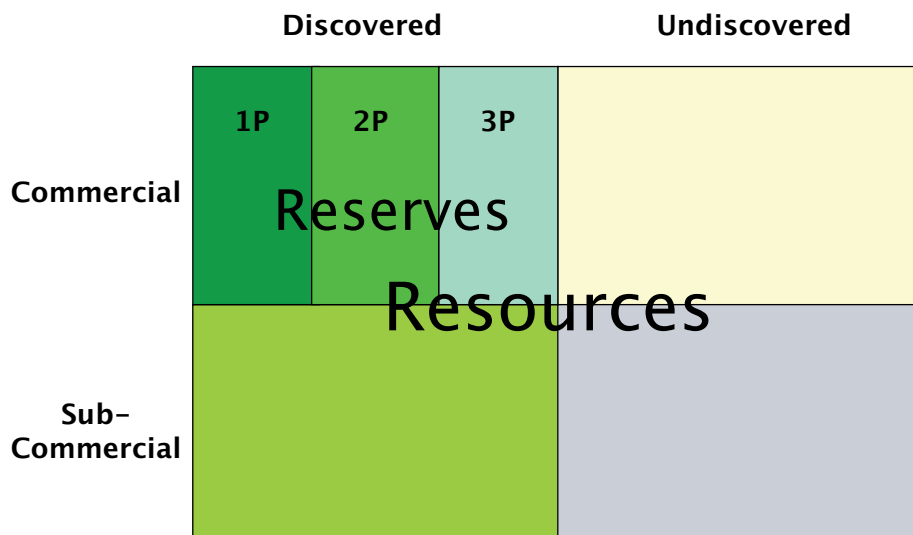 Discovered Undiscovered
1P 2P 3P
Commercial
Reserves
Resources
Sub-
Commercial